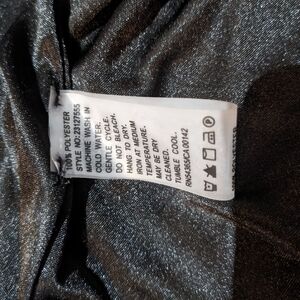 100% POLYESTER
STYLE NO:23127555
MACHINE WASH IN
COLD WATER.
GENTLE CYCLE.
DO NOT BLEACH.
HANG TO DRY.
IRON AT MEDIUM
TEMPERATURE.
MAY BE DRY
CLEANED.
TUMBLE COOL.
RN54366/CA00142